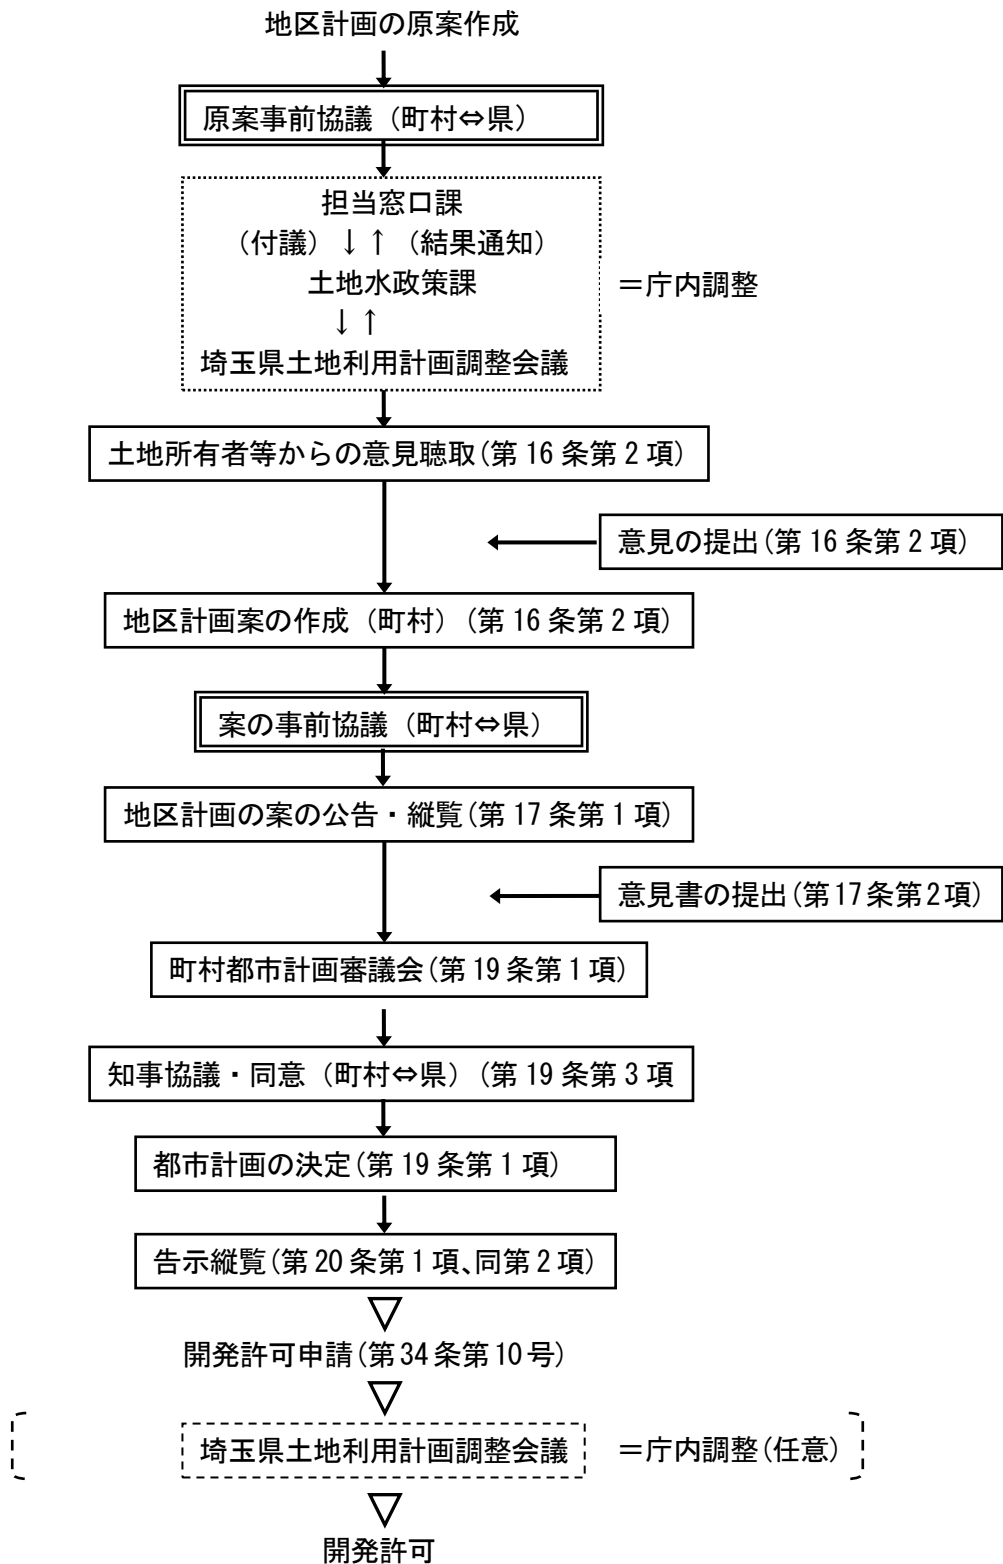 地区計画の原案作成
原案事前協議（町村⇔県）
担当窓口課
（付議）↓↑（結果通知）
土地水政策課
＝庁内調整
↓↑
埼玉県土地利用計画調整会議
土地所有者等からの意見聴取(第16条第2項)
意見の提出(第16条第2項)
地区計画案の作成（町村）(第16条第2項)
案の事前協議（町村⇔県）
地区計画の案の公告・縦覧(第17条第1項)
意見書の提出(第17条第2項)
町村都市計画審議会(第19条第1項)
知事協議・同意（町村⇔県）(第19条第3項
都市計画の決定(第19条第1項)
告示縦覧(第20条第1項、同第2項)
開発許可申請(第34条第10号)
埼玉県土地利用計画調整会議 ＝庁内調整(任意)
開発許可